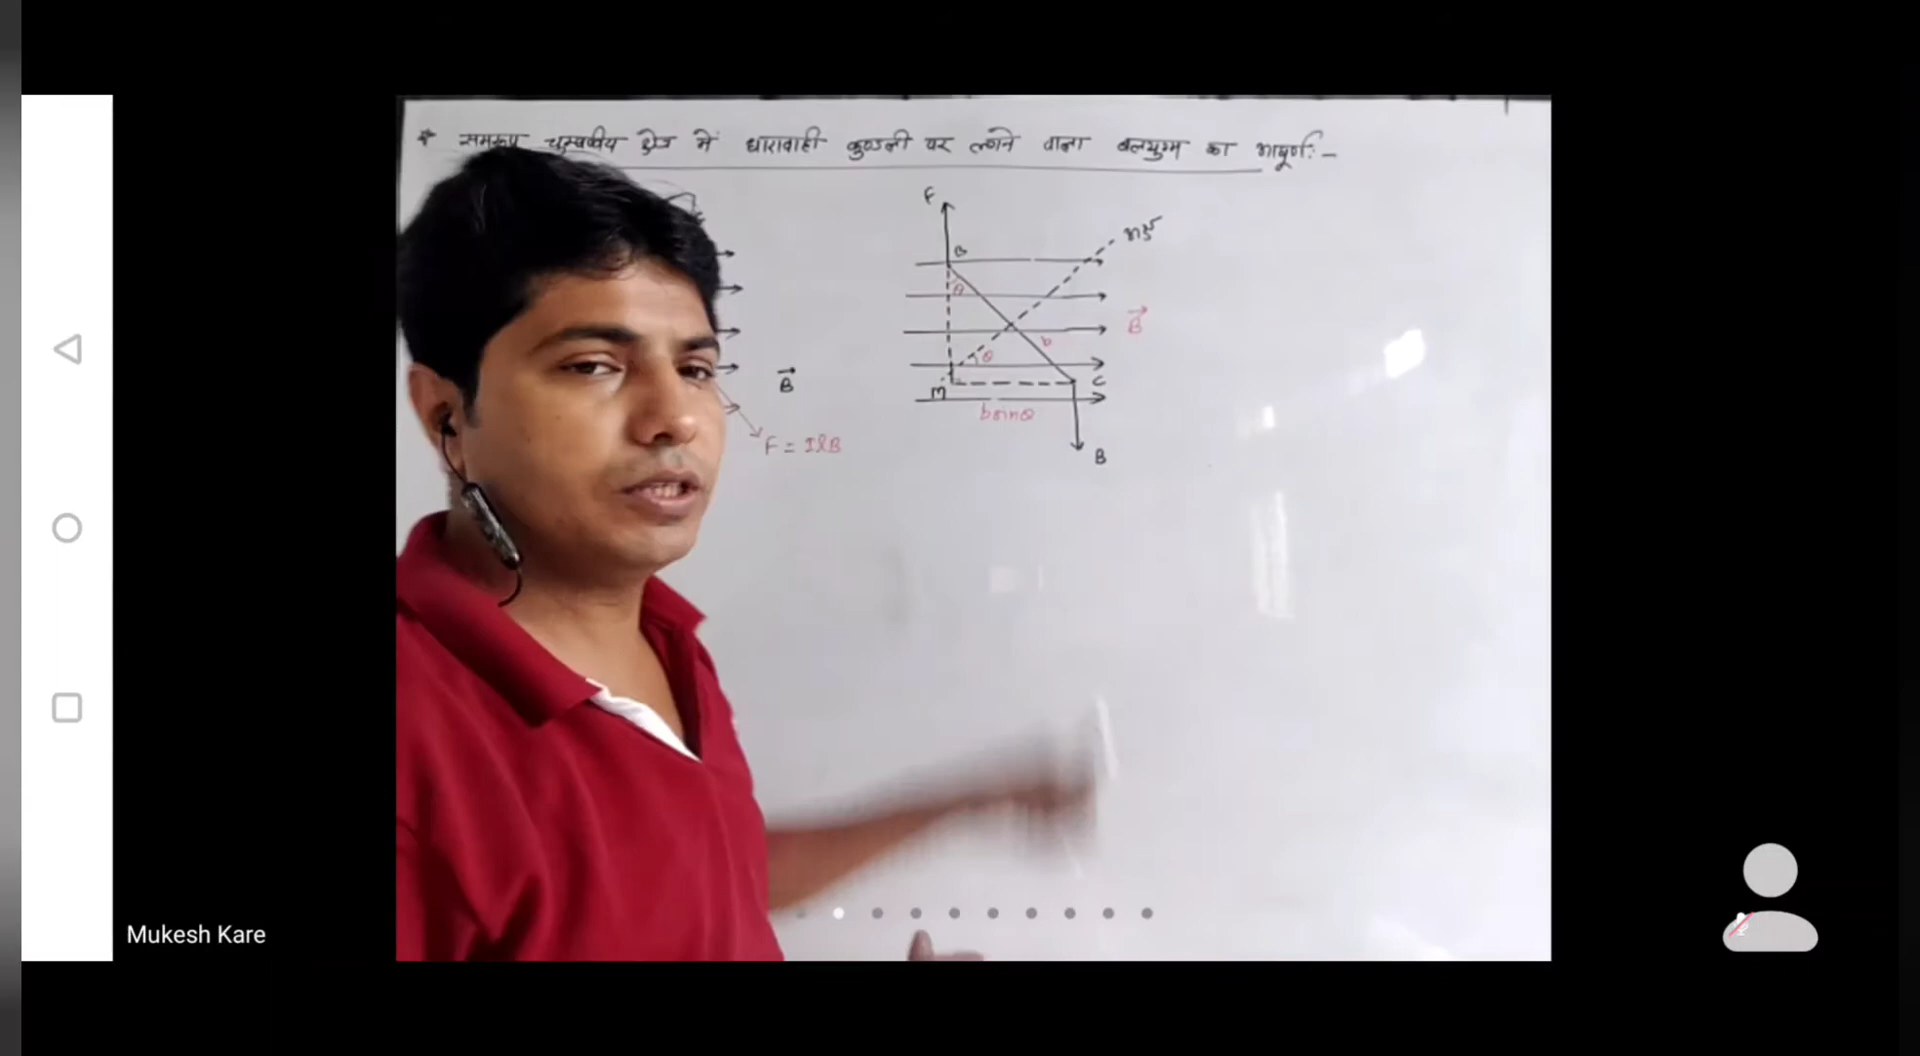 * समरूप चुम्बकीय क्षेत्र में धारावाही कुण्डली पर लगने वाला बलयुग्म का आघूर्ण :-
F
B
θ
B
θ
b
M
C
b sinθ
B
B
F = IlB
Mukesh Kare